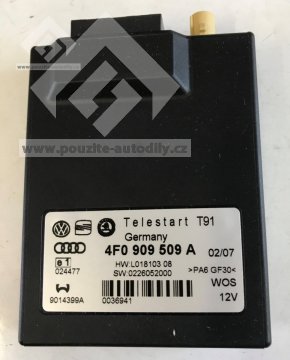 www.pouzite-autodily.cz
Telestart T91
Germany
4F0 909 509 A 02/07
e1 HW:L018103 08 >PA6 GF30<
024477 SW:0226052000
WOS
9014399A 0036941 12V